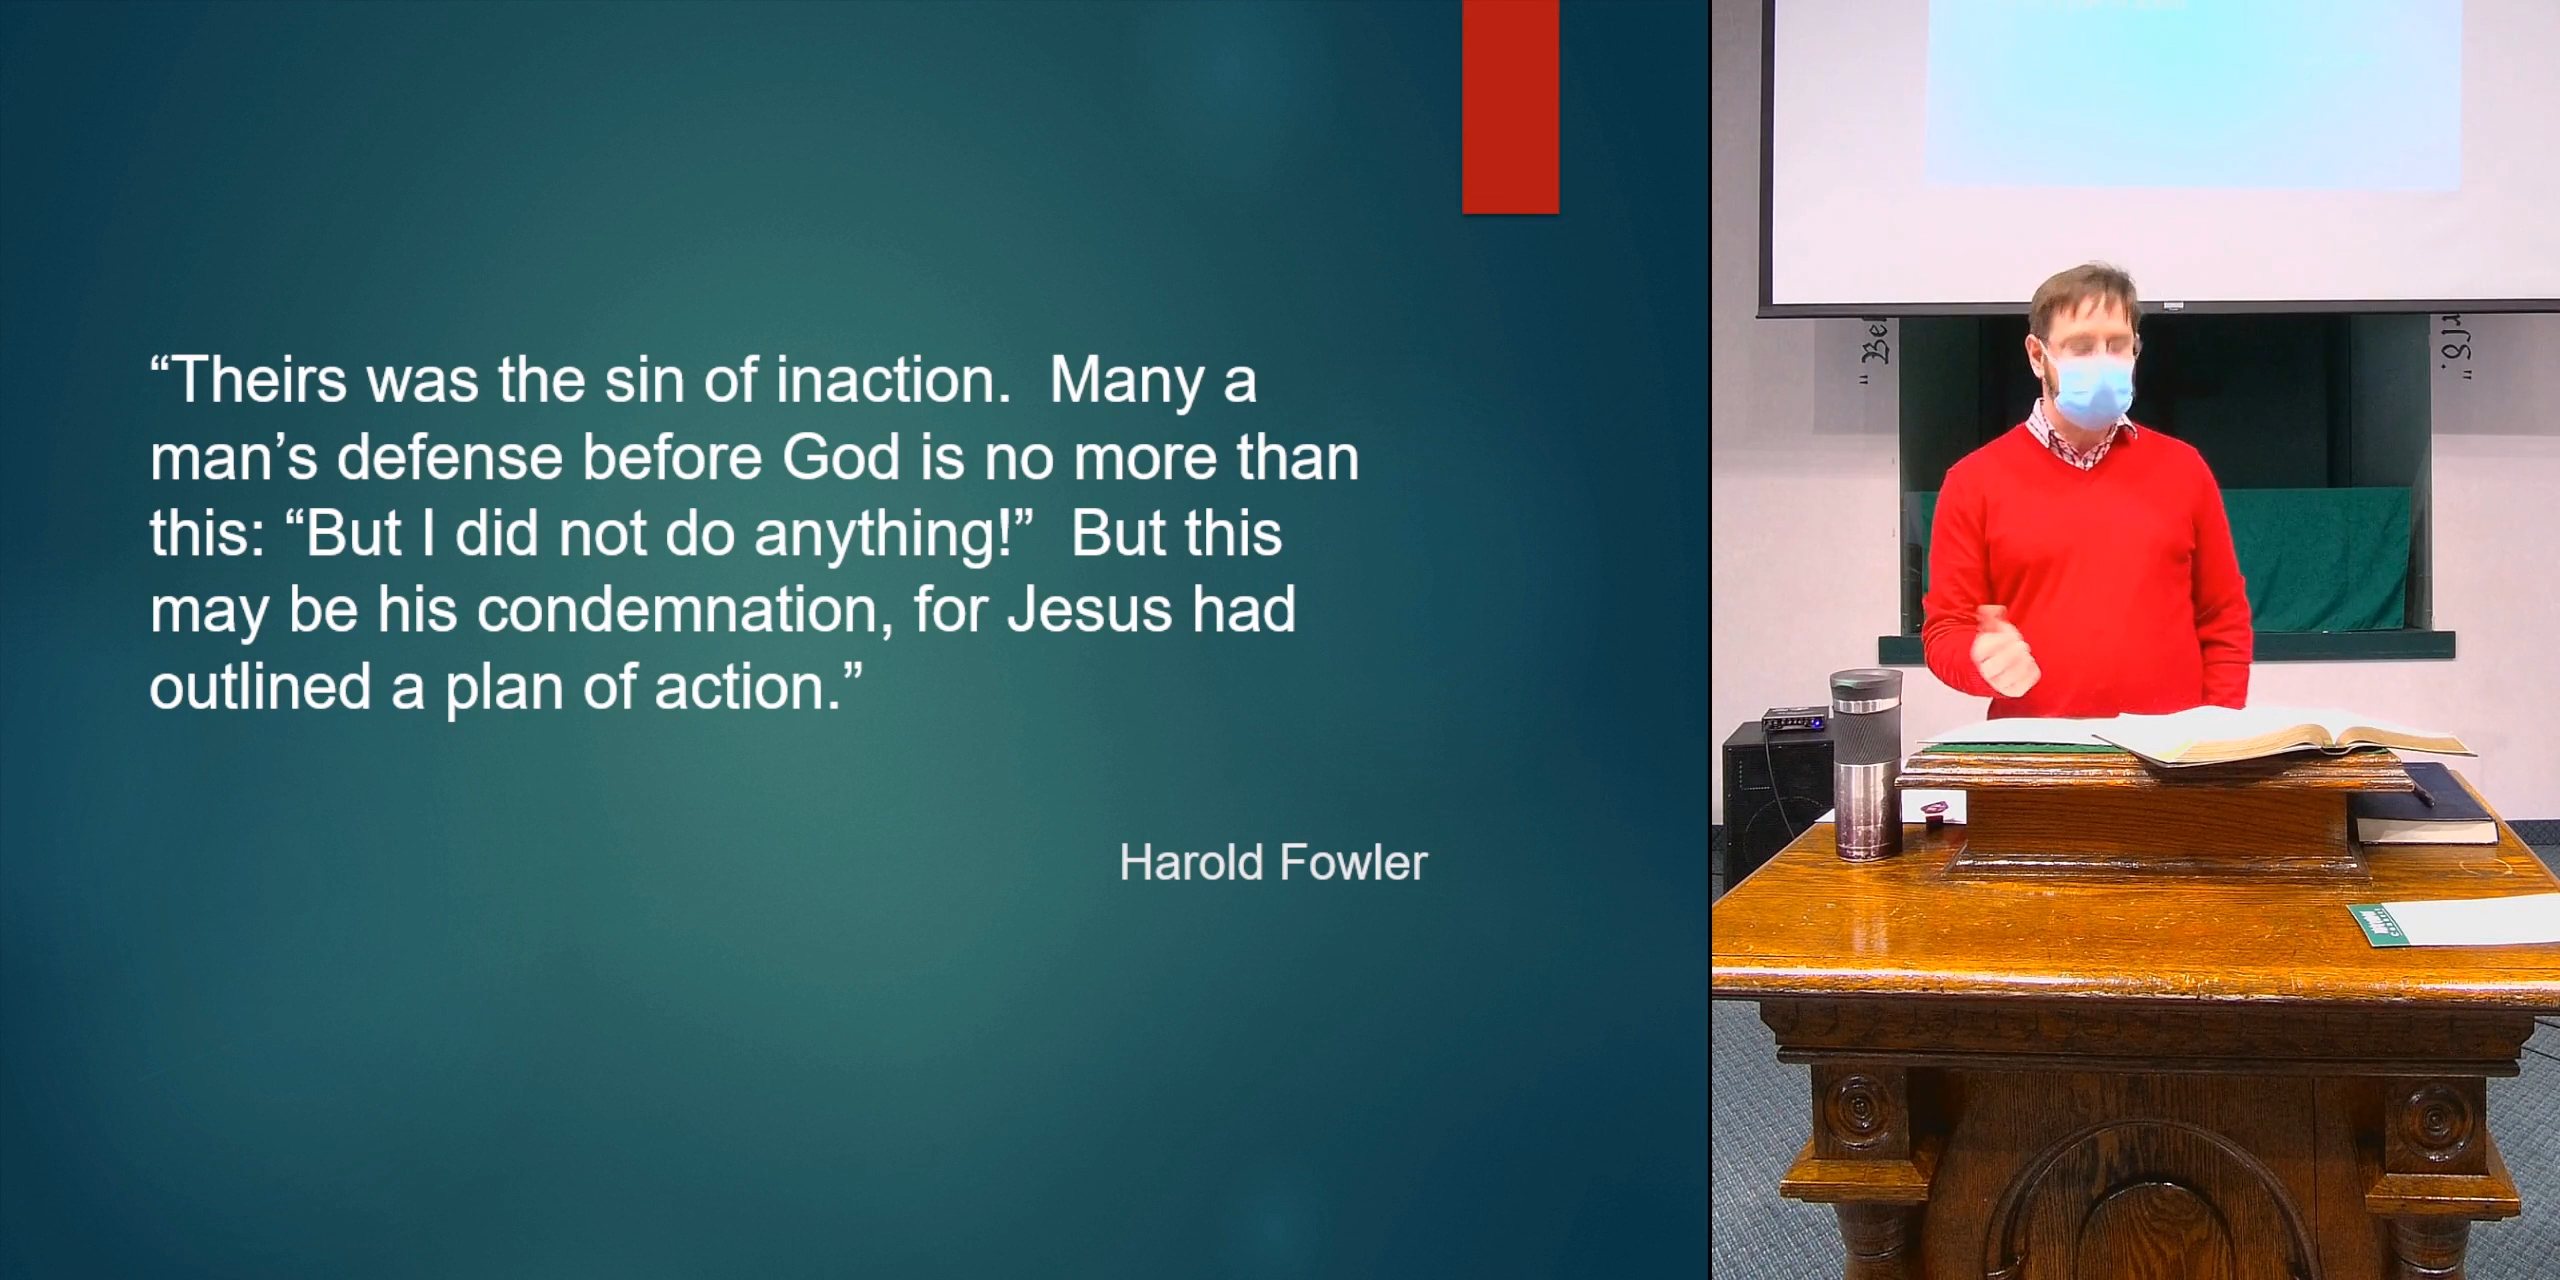 “Theirs was the sin of inaction.  Many a
man’s defense before God is no more than
this: “But I did not do anything!”  But this
may be his condemnation, for Jesus had
outlined a plan of action.”
Harold Fowler
" Be